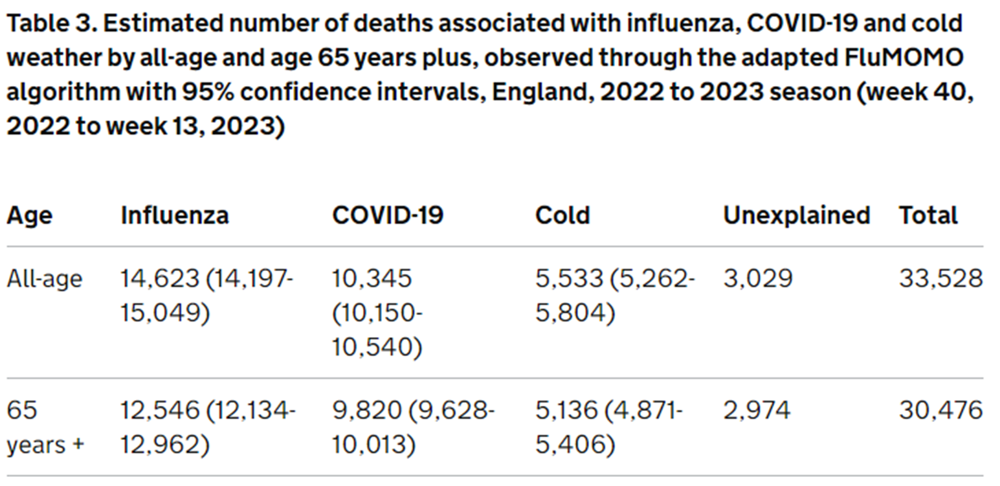 Table 3. Estimated number of deaths associated with influenza, COVID-19 and cold
weather by all-age and age 65 years plus, observed through the adapted FluMOMO
algorithm with 95% confidence intervals, England, 2022 to 2023 season (week 40,
2022 to week 13, 2023)
Age Influenza COVID-19 Cold Unexplained Total
All-age 14,623 (14,197- 10,345 5,533 (5,262- 3,029 33,528
15,049) (10,150- 5,804)
10,540)
65 12,546 (12,134- 9,820 (9,628- 5,136 (4,871- 2,974 30,476
years + 12,962) 10,013) 5,406)